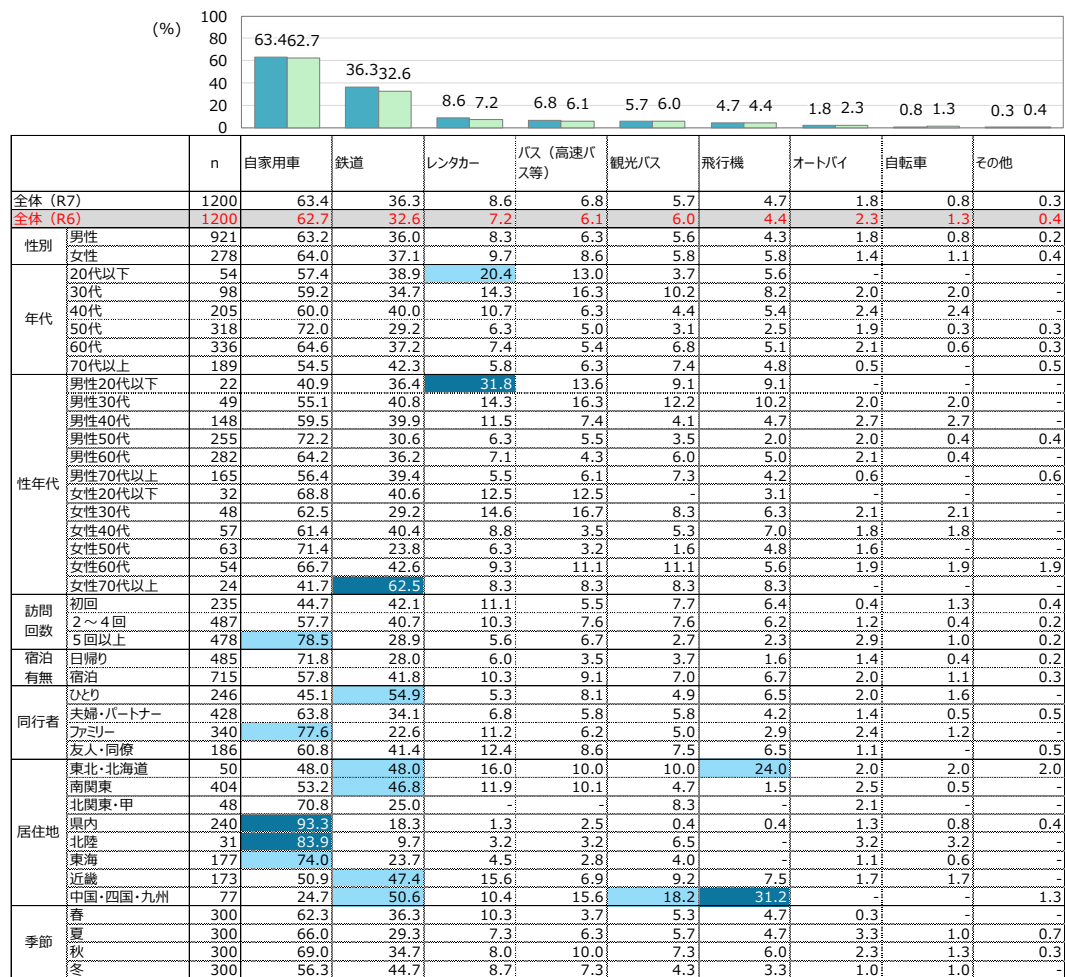 (%)
100
80
60
40
20
0
63.4 62.7 36.3 32.6 8.6 7.2 6.8 6.1 5.7 6.0 4.7 4.4 1.8 2.3 0.8 1.3 0.3 0.4
n 自家用車 鉄道 レンタカー バス（高速バス等） 観光バス 飛行機 オートバイ 自転車 その他
全体（R7） 1200 63.4 36.3 8.6 6.8 5.7 4.7 1.8 0.8 0.3
全体（R6） 1200 62.7 32.6 7.2 6.1 6.0 4.4 2.3 1.3 0.4
性別
男性 921 63.2 36.0 8.3 6.3 5.6 4.3 1.8 0.8 0.2
女性 278 64.0 37.1 9.7 8.6 5.8 5.8 1.4 1.1 0.4
年代
20代以下 54 57.4 38.9 20.4 13.0 3.7 5.6 - - -
30代 98 59.2 34.7 14.3 16.3 10.2 8.2 2.0 2.0 -
40代 205 60.0 40.0 10.7 6.3 4.4 5.4 2.4 2.4 -
50代 318 72.0 29.2 6.3 5.0 3.1 2.5 1.9 0.3 0.3
60代 336 64.6 37.2 7.4 5.4 6.8 5.1 2.1 0.6 0.3
70代以上 189 54.5 42.3 5.8 6.3 7.4 4.8 0.5 - 0.5
性年代
男性20代以下 22 40.9 36.4 31.8 13.6 9.1 9.1 - - -
男性30代 49 55.1 40.8 14.3 16.3 12.2 10.2 2.0 2.0 -
男性40代 148 59.5 39.9 11.5 7.4 4.1 4.7 2.7 2.7 -
男性50代 255 72.2 30.6 6.3 5.5 3.5 2.0 2.0 0.4 0.4
男性60代 282 64.2 36.2 7.1 4.3 6.0 5.0 2.1 0.4 -
男性70代以上 165 56.4 39.4 5.5 6.1 7.3 4.2 0.6 - 0.6
女性20代以下 32 68.8 40.6 12.5 12.5 - 3.1 - - -
女性30代 48 62.5 29.2 14.6 16.7 8.3 6.3 2.1 2.1 -
女性40代 57 61.4 40.4 8.8 3.5 5.3 7.0 1.8 1.8 -
女性50代 63 71.4 23.8 6.3 3.2 1.6 4.8 1.6 - -
女性60代 54 66.7 42.6 9.3 11.1 11.1 5.6 1.9 1.9 1.9
女性70代以上 24 41.7 62.5 8.3 8.3 8.3 8.3 - - -
訪問
回数
初回 235 44.7 42.1 11.1 5.5 7.7 6.4 0.4 1.3 0.4
２～４回 487 57.7 40.7 10.3 7.6 7.6 6.2 1.2 0.4 0.2
５回以上 478 78.5 28.9 5.6 6.7 2.7 2.3 2.9 1.0 0.2
宿泊
有無
日帰り 485 71.8 28.0 6.0 3.5 3.7 1.6 1.4 0.4 0.2
宿泊 715 57.8 41.8 10.3 9.1 7.0 6.7 2.0 1.1 0.3
同行者
ひとり 246 45.1 54.9 5.3 8.1 4.9 6.5 2.0 1.6 -
夫婦・パートナー 428 63.8 34.1 6.8 5.8 5.8 4.2 1.4 0.5 0.5
ファミリー 340 77.6 22.6 11.2 6.2 5.0 2.9 2.4 1.2 -
友人・同僚 186 60.8 41.4 12.4 8.6 7.5 6.5 1.1 - 0.5
居住地
東北・北海道 50 48.0 48.0 16.0 10.0 10.0 24.0 2.0 2.0 2.0
南関東 404 53.2 46.8 11.9 10.1 4.7 1.5 2.5 0.5 -
北関東・甲 48 70.8 25.0 - - 8.3 - 2.1 - -
県内 240 93.3 18.3 1.3 2.5 0.4 0.4 1.3 0.8 0.4
北陸 31 83.9 9.7 3.2 3.2 6.5 - 3.2 3.2 -
東海 177 74.0 23.7 4.5 2.8 4.0 - 1.1 0.6 -
近畿 173 50.9 47.4 15.6 6.9 9.2 7.5 1.7 1.7 -
中国・四国・九州 77 24.7 50.6 10.4 15.6 18.2 31.2 - - 1.3
季節
春 300 62.3 36.3 10.3 3.7 5.3 4.7 0.3 - -
夏 300 66.0 29.3 7.3 6.3 5.7 4.7 3.3 1.0 0.7
秋 300 69.0 34.7 8.0 10.0 7.3 6.0 2.3 1.3 0.3
冬 300 56.3 44.7 8.7 7.3 4.3 3.3 1.0 1.0 -